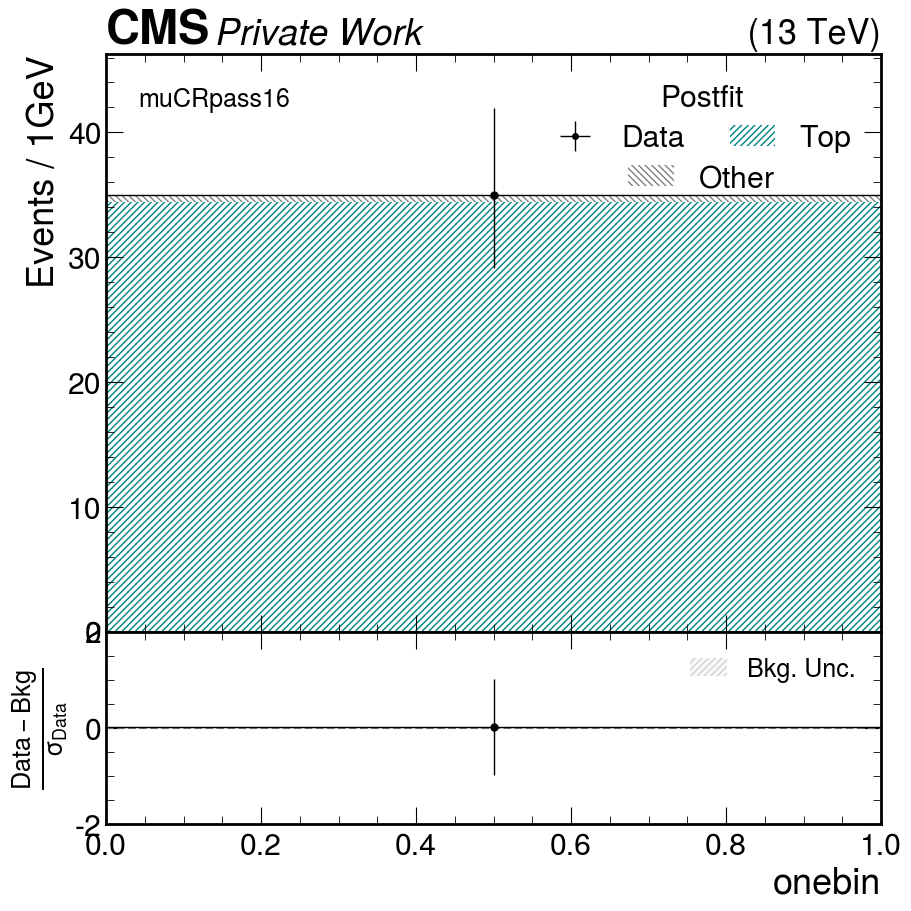 CMS Private Work (13 TeV)
Events / 1GeV
muCRpass16
Postfit
Data Top
Other
40
30
20
10
0
2
Bkg. Unc.
Data – Bkg
σData
0
-2
0.0 0.2 0.4 0.6 0.8 1.0
onebin